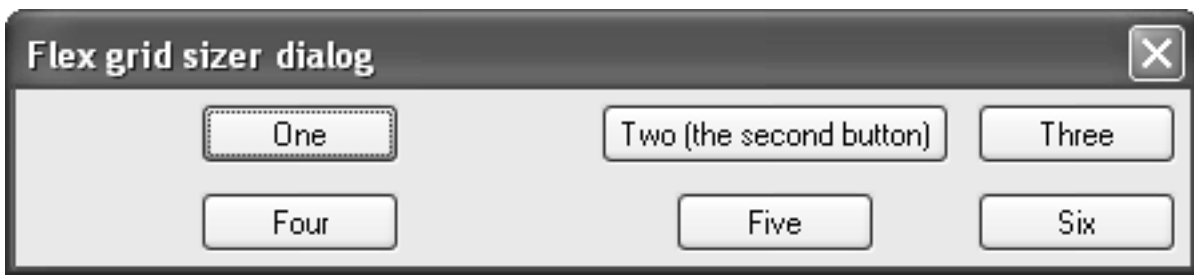 Flex grid sizer dialog
One Two (the second button) Three
Four Five Six